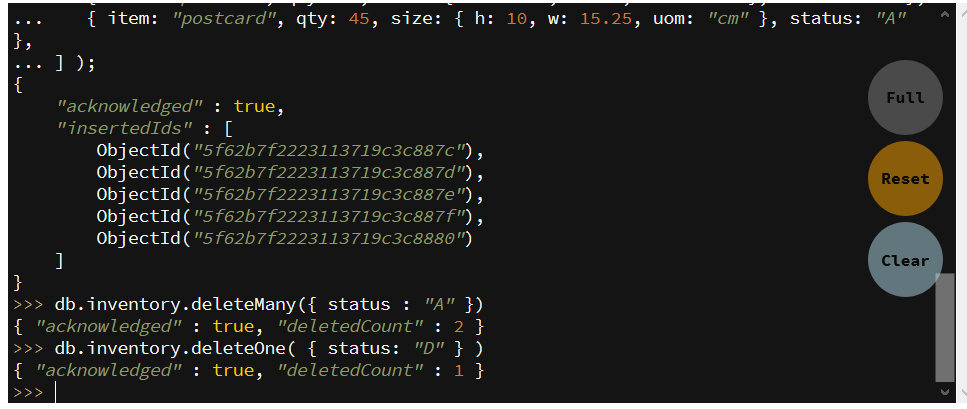 ...    { item: "postcard", qty: 45, size: { h: 10, w: 15.25, uom: "cm" }, status: "A"
},
... ] );
{
    "acknowledged" : true,
    "insertedIds" : [
        ObjectId("5f62b7f2223113719c3c887c"),
        ObjectId("5f62b7f2223113719c3c887d"),
        ObjectId("5f62b7f2223113719c3c887e"),
        ObjectId("5f62b7f2223113719c3c887f"),
        ObjectId("5f62b7f2223113719c3c8880")
    ]
}
>>> db.inventory.deleteMany({ status : "A" })
{ "acknowledged" : true, "deletedCount" : 2 }
>>> db.inventory.deleteOne( { status: "D" } )
{ "acknowledged" : true, "deletedCount" : 1 }
>>>
Full
Reset
Clear